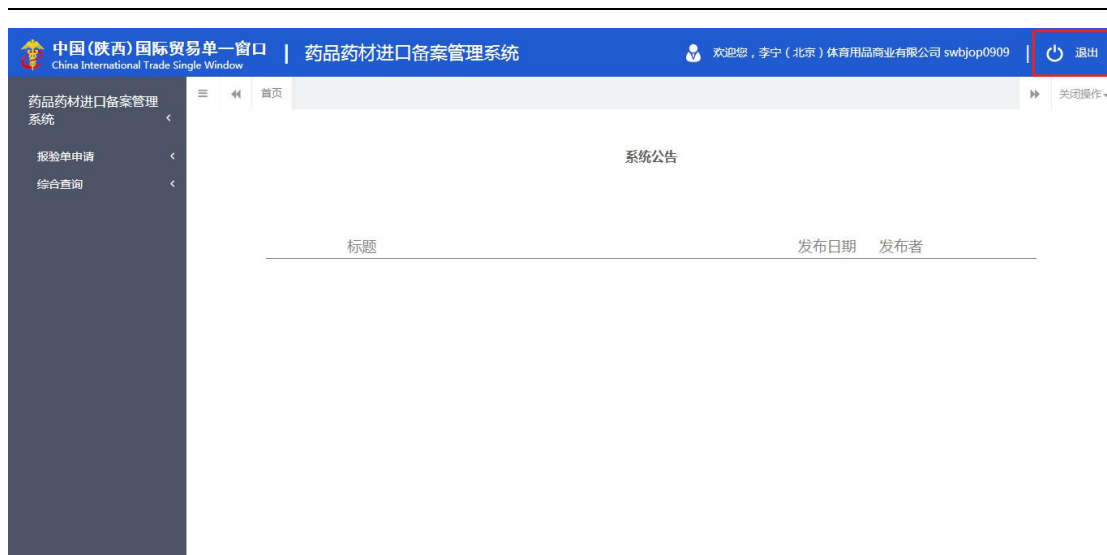 中国(陕西)国际贸易单一窗口 | 药品药材进口备案管理系统 欢迎您，李宁（北京）体育用品商业有限公司 swbjop0909 | 退出
China International Trade Single Window
药品药材进口备案管理
系统
首页 关闭操作
报验单申请
综合查询
系统公告
标题 发布日期 发布者